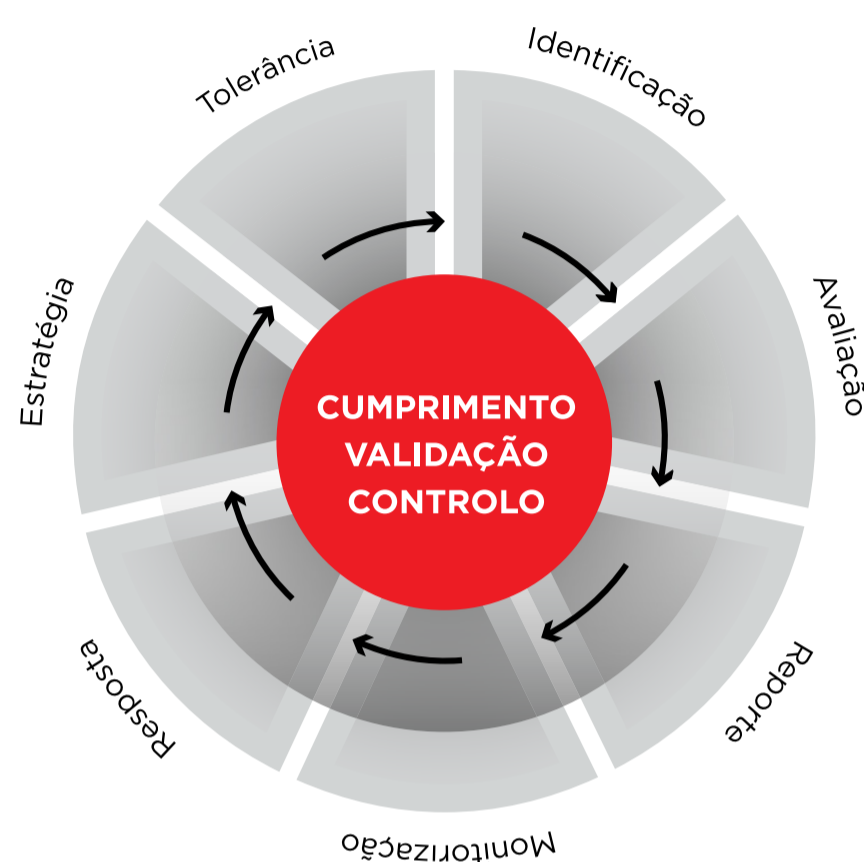 Identificação
Avaliação
Reporte
Monitorização
Resposta
Estratégia
Tolerância
CUMPRIMENTO
VALIDAÇÃO
CONTROLO